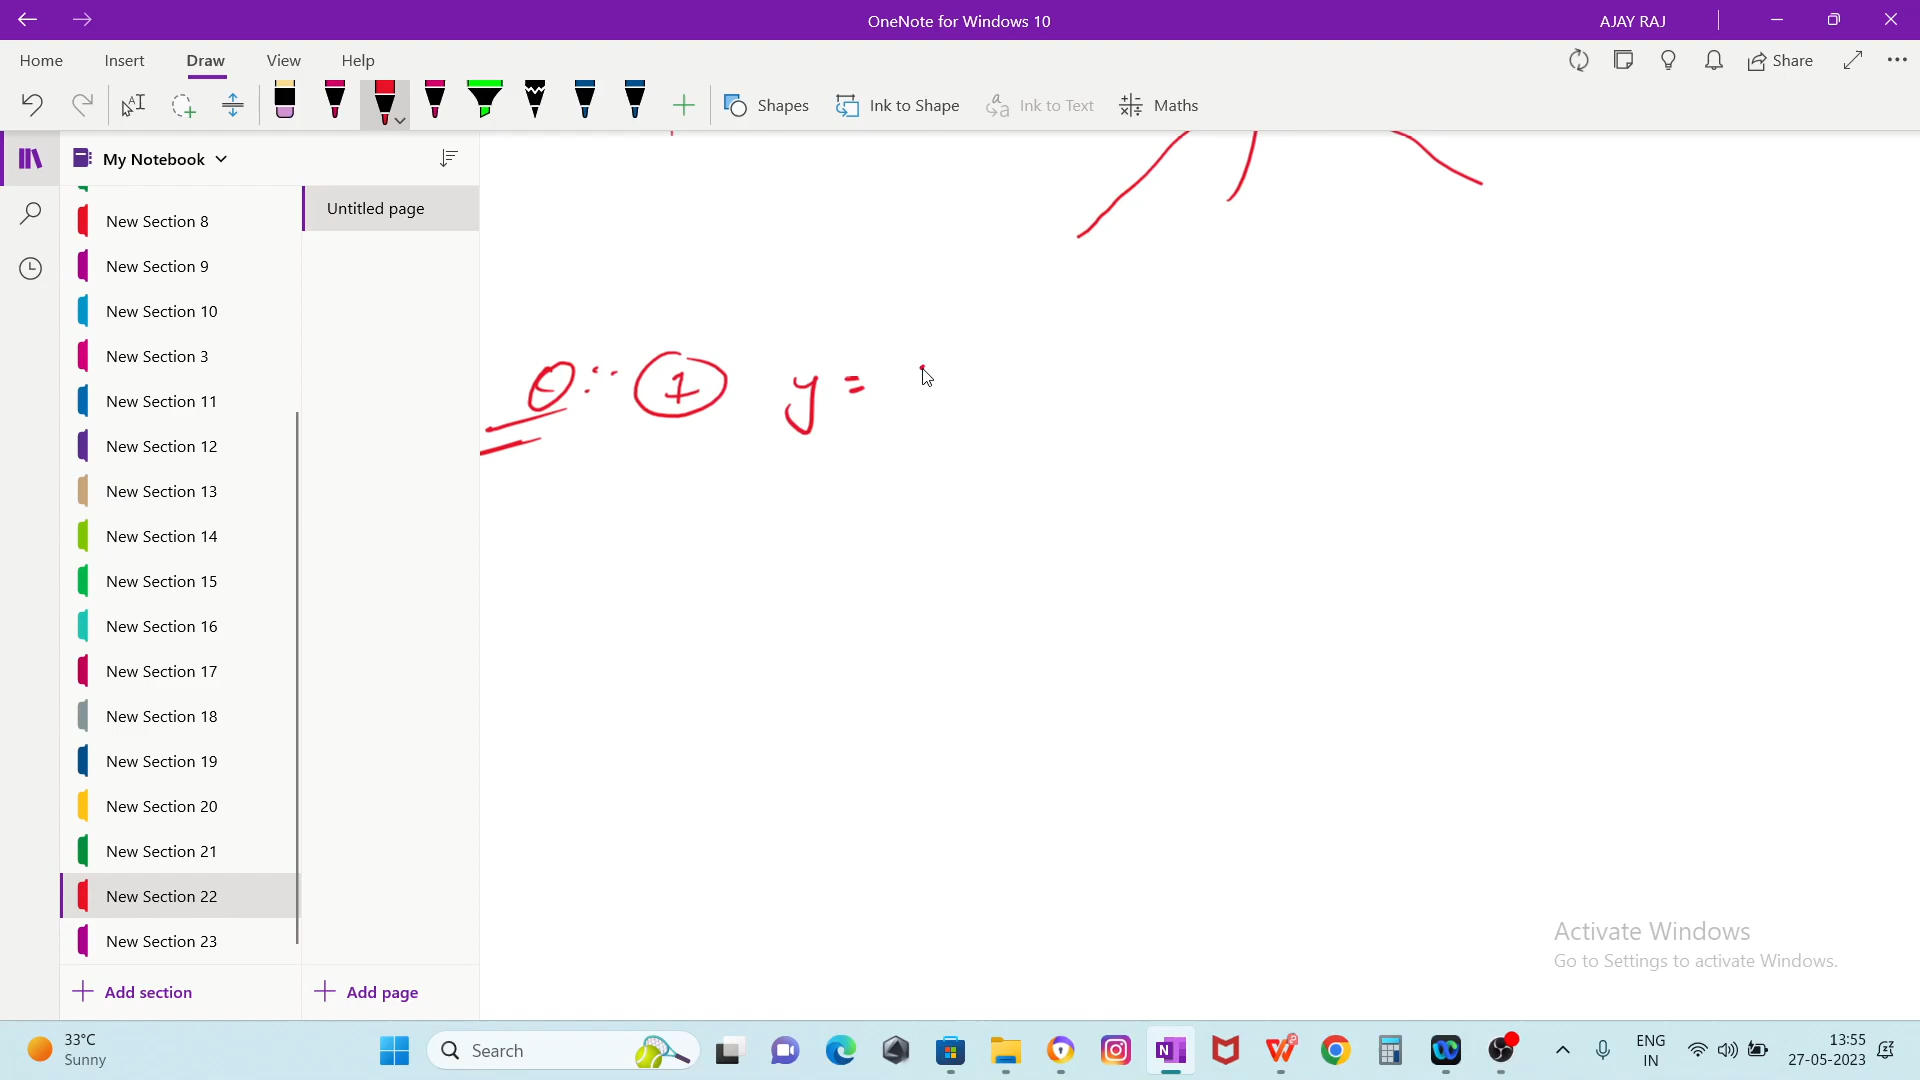 OneNote for Windows 10
AJAY RAJ
Home Insert Draw View Help
Share
Shapes
Ink to Shape
Ink to Text
Maths
My Notebook
New Section 8
New Section 9
New Section 10
New Section 3
New Section 11
New Section 12
New Section 13
New Section 14
New Section 15
New Section 16
New Section 17
New Section 18
New Section 19
New Section 20
New Section 21
New Section 22
New Section 23
Add section
Untitled page
Add page
1 y =
Activate Windows
Go to Settings to activate Windows.
33°C
Sunny
Search
ENG
IN
13:55
27-05-2023